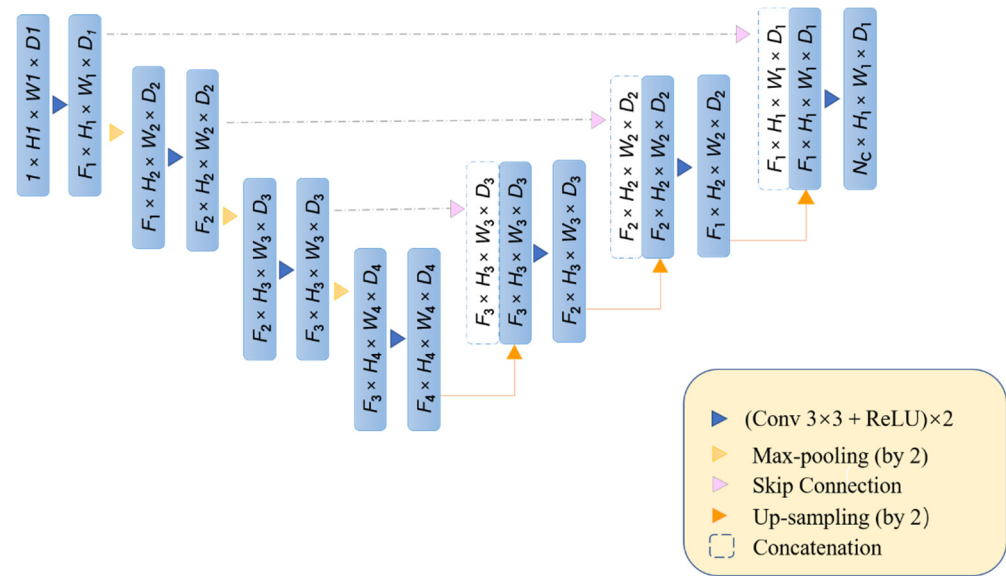 1 × H1 × W1 × D1
F₁ × H₁ × W₁ × D₁
F₁ × H₂ × W₂ × D₂
F₂ × H₂ × W₂ × D₂
F₂ × H₃ × W₃ × D₃
F₃ × H₃ × W₃ × D₃
F₃ × H₄ × W₄ × D₄
F₄ × H₄ × W₄ × D₄
F₃ × H₃ × W₃ × D₃
F₃ × H₃ × W₃ × D₃
F₂ × H₃ × W₃ × D₃
F₂ × H₂ × W₂ × D₂
F₂ × H₂ × W₂ × D₂
F₁ × H₂ × W₂ × D₂
F₁ × H₁ × W₁ × D₁
F₁ × H₁ × W₁ × D₁
N_C × H₁ × W₁ × D₁
(Conv 3×3 + ReLU)×2
Max-pooling (by 2)
Skip Connection
Up-sampling (by 2)
Concatenation